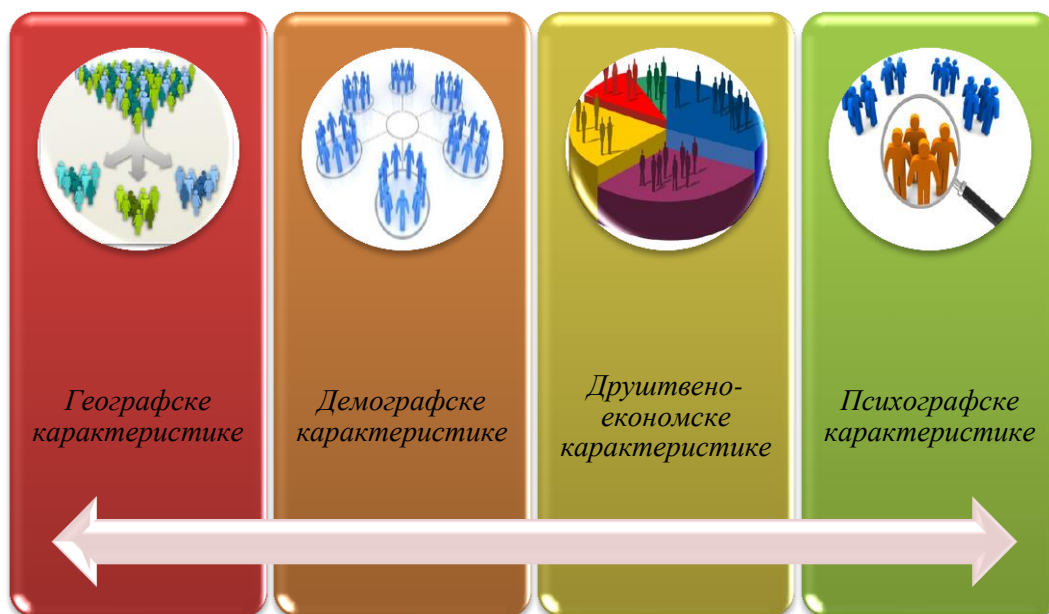 Географске
карактеристике
Демографске
карактеристике
Друштвено-
економске
карактеристике
Психографске
карактеристике